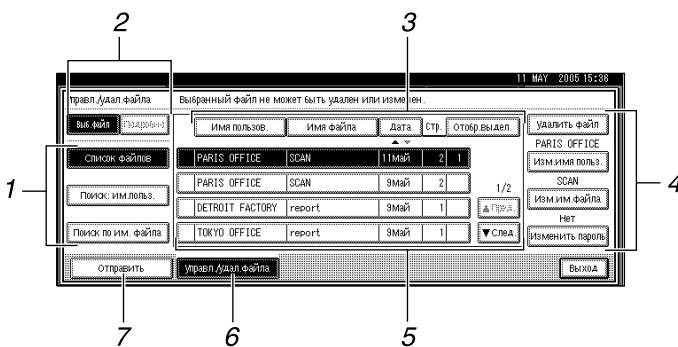 2
3
11 MAY 2005 15:36
Управл./удал.файла Выбранный файл не может быть удален или изменен.
Выб.файл Подробно
Имя пользов. Имя файла Дата Стр. Отобр.выдел. Удалить файл
PARIS OFFICE
1 Список файлов PARIS OFFICE SCAN 11Май 2 1 Изм.имя польз.
PARIS OFFICE SCAN 9Май 2 1/2 SCAN
4
Поиск: им.польз. DETROIT FACTORY report 9Май 1 ▲Пред. Изм.им.файла
Нет
Поиск по им. файла TOKYO OFFICE report 9Май 1 ▼След. Изменить пароль
Отправить Управл./удал.файла Выход
7 6 5